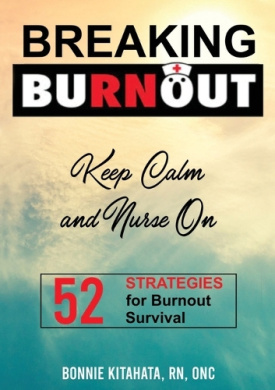 BREAKING
BURNOUT
Keep Calm
and Nurse On
52 STRATEGIES
for Burnout
Survival
BONNIE KITAHATA, RN, ONC